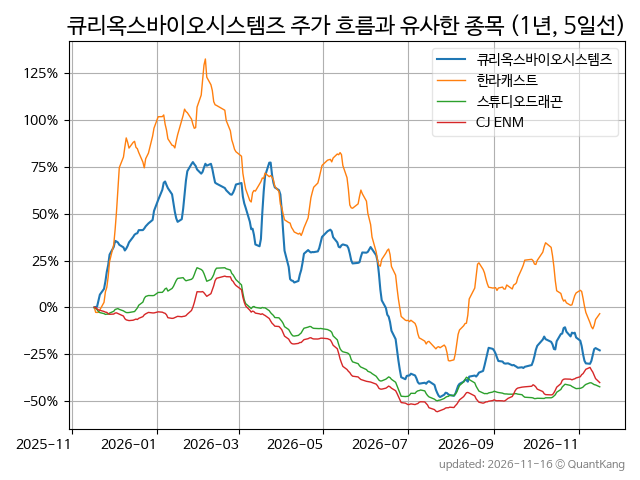 큐리옥스바이오시스템즈 주가 흐름과 유사한 종목 (1년, 5일선)
큐리옥스바이오시스템즈
한라캐스트
스튜디오드래곤
CJ ENM
125%
100%
75%
50%
25%
0%
−25%
−50%
2025-11
2026-01
2026-03
2026-05
2026-07
2026-09
2026-11
updated: 2026-11-16 ⓒ QuantKang